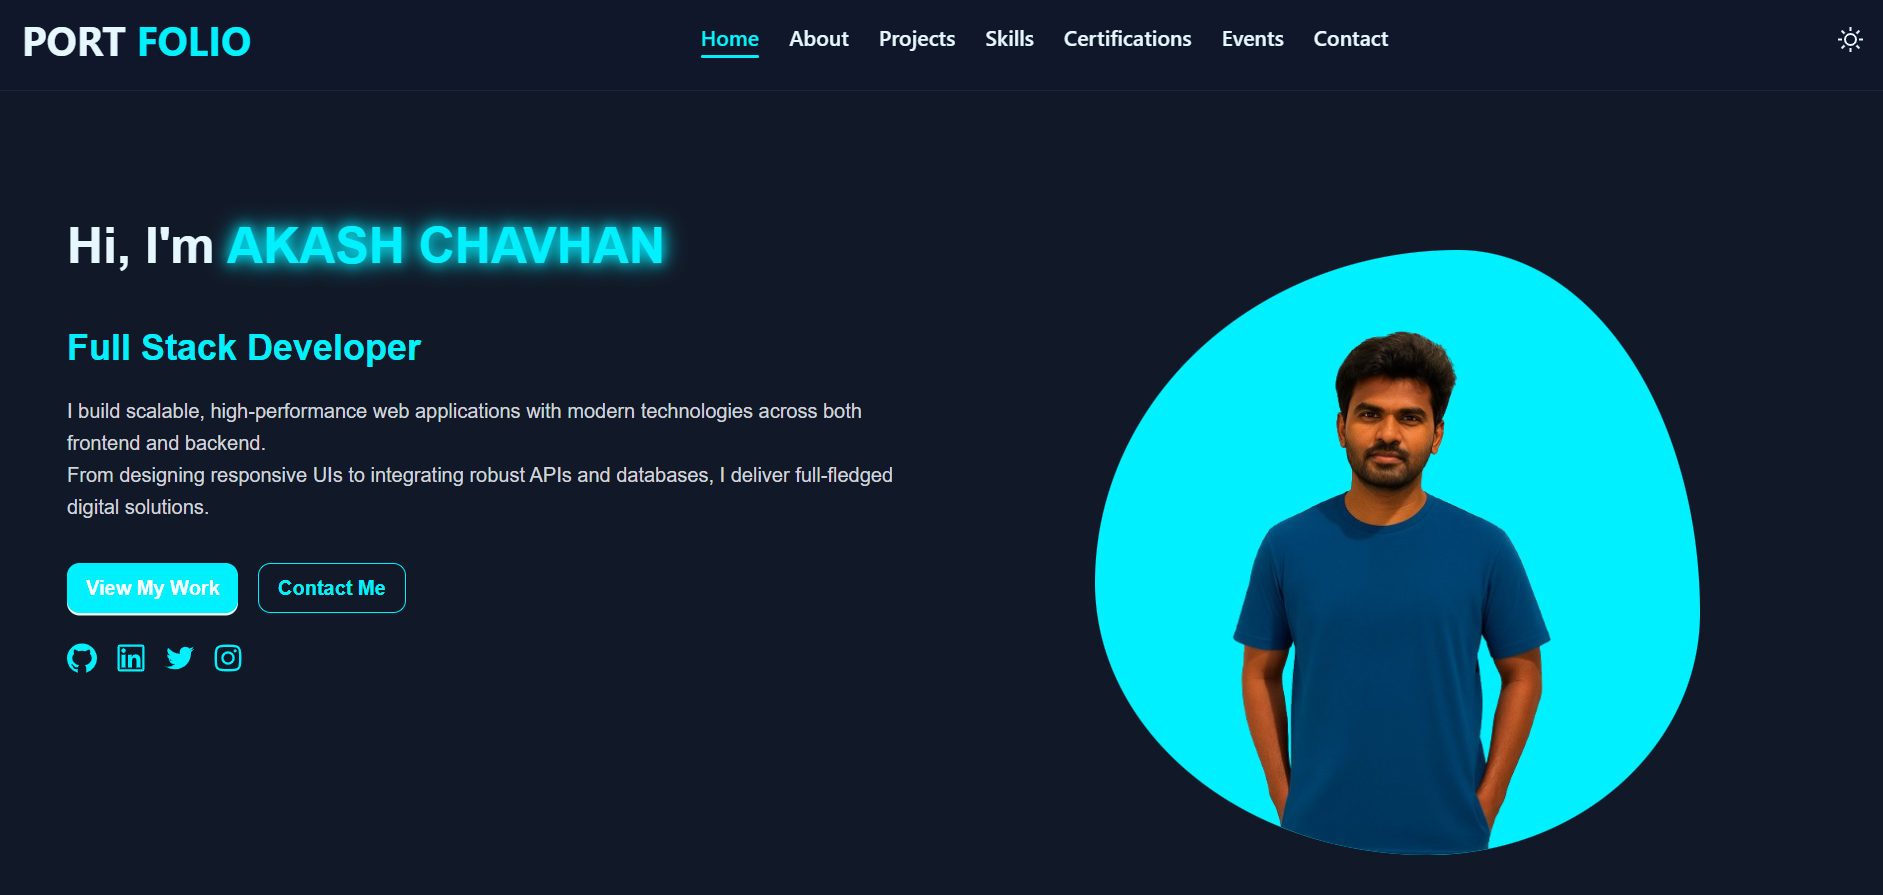 PORT FOLIO
Home About Projects Skills Certifications Events Contact
Hi, I'm AKASH CHAVHAN
Full Stack Developer
I build scalable, high-performance web applications with modern technologies across both
frontend and backend.
From designing responsive UIs to integrating robust APIs and databases, I deliver full-fledged
digital solutions.
View My Work Contact Me